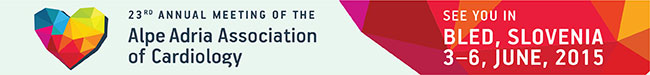 23RD ANNUAL MEETING OF THE
Alpe Adria Association
of Cardiology
SEE YOU IN
BLED, SLOVENIA
3–6, JUNE, 2015